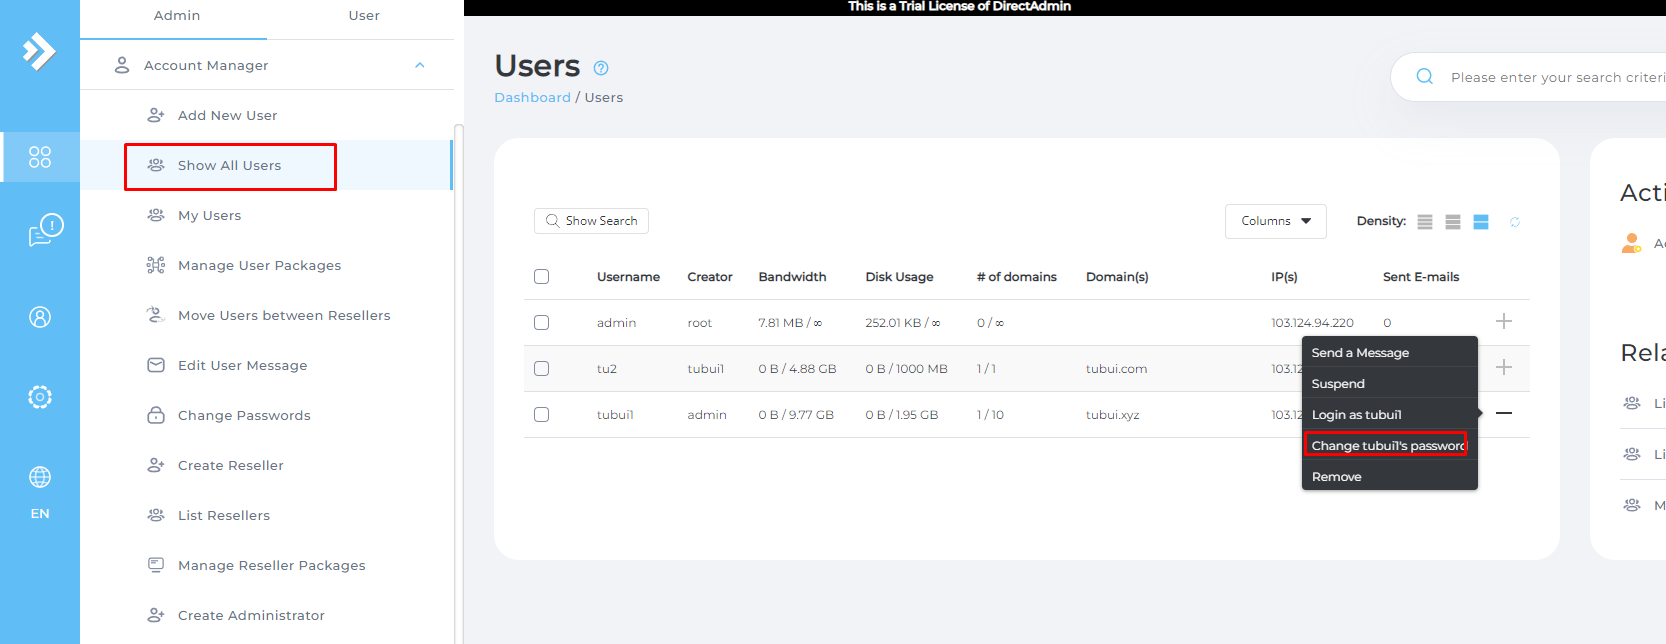 This is a Trial License of DirectAdmin
Admin
User
Account Manager
Add New User
Show All Users
My Users
Manage User Packages
Move Users between Resellers
Edit User Message
Change Passwords
Create Reseller
List Resellers
Manage Reseller Packages
Create Administrator
EN
Users
Dashboard / Users
Please enter your search criteri
Show Search
Columns
Density:
Username Creator Bandwidth Disk Usage # of domains Domain(s) IP(s) Sent E-mails
admin root 7.81 MB / ∞ 252.01 KB / ∞ 0 / ∞ 103.124.94.220 0
tu2 tubui1 0 B / 4.88 GB 0 B / 1000 MB 1 / 1 tubui.com 103.12
tubui1 admin 0 B / 9.77 GB 0 B / 1.95 GB 1 / 10 tubui.xyz 103.12
Send a Message
Suspend
Login as tubui1
Change tubui1's password
Remove
Acti
A
Rela
Li
Li
M